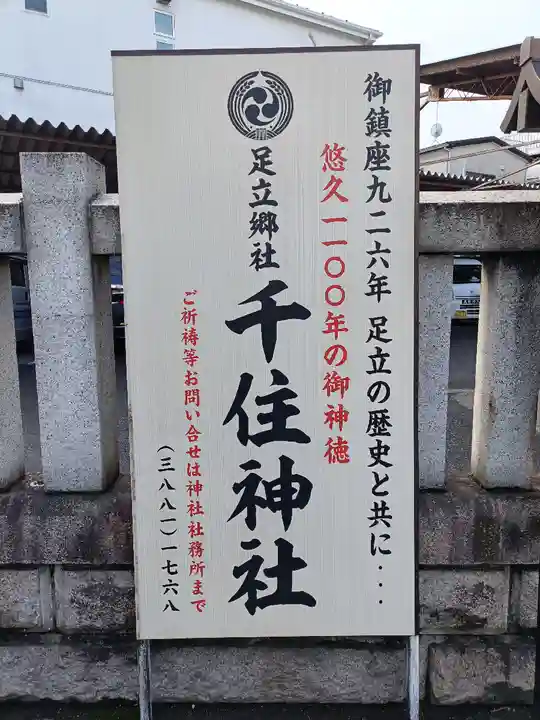 御鎮座九二六年 足立の歴史と共に・・・
悠久一一〇〇年の御神徳
足立郷社 千住神社
ご祈祷等お問い合せは神社社務所まで
(三八八一)一七六八